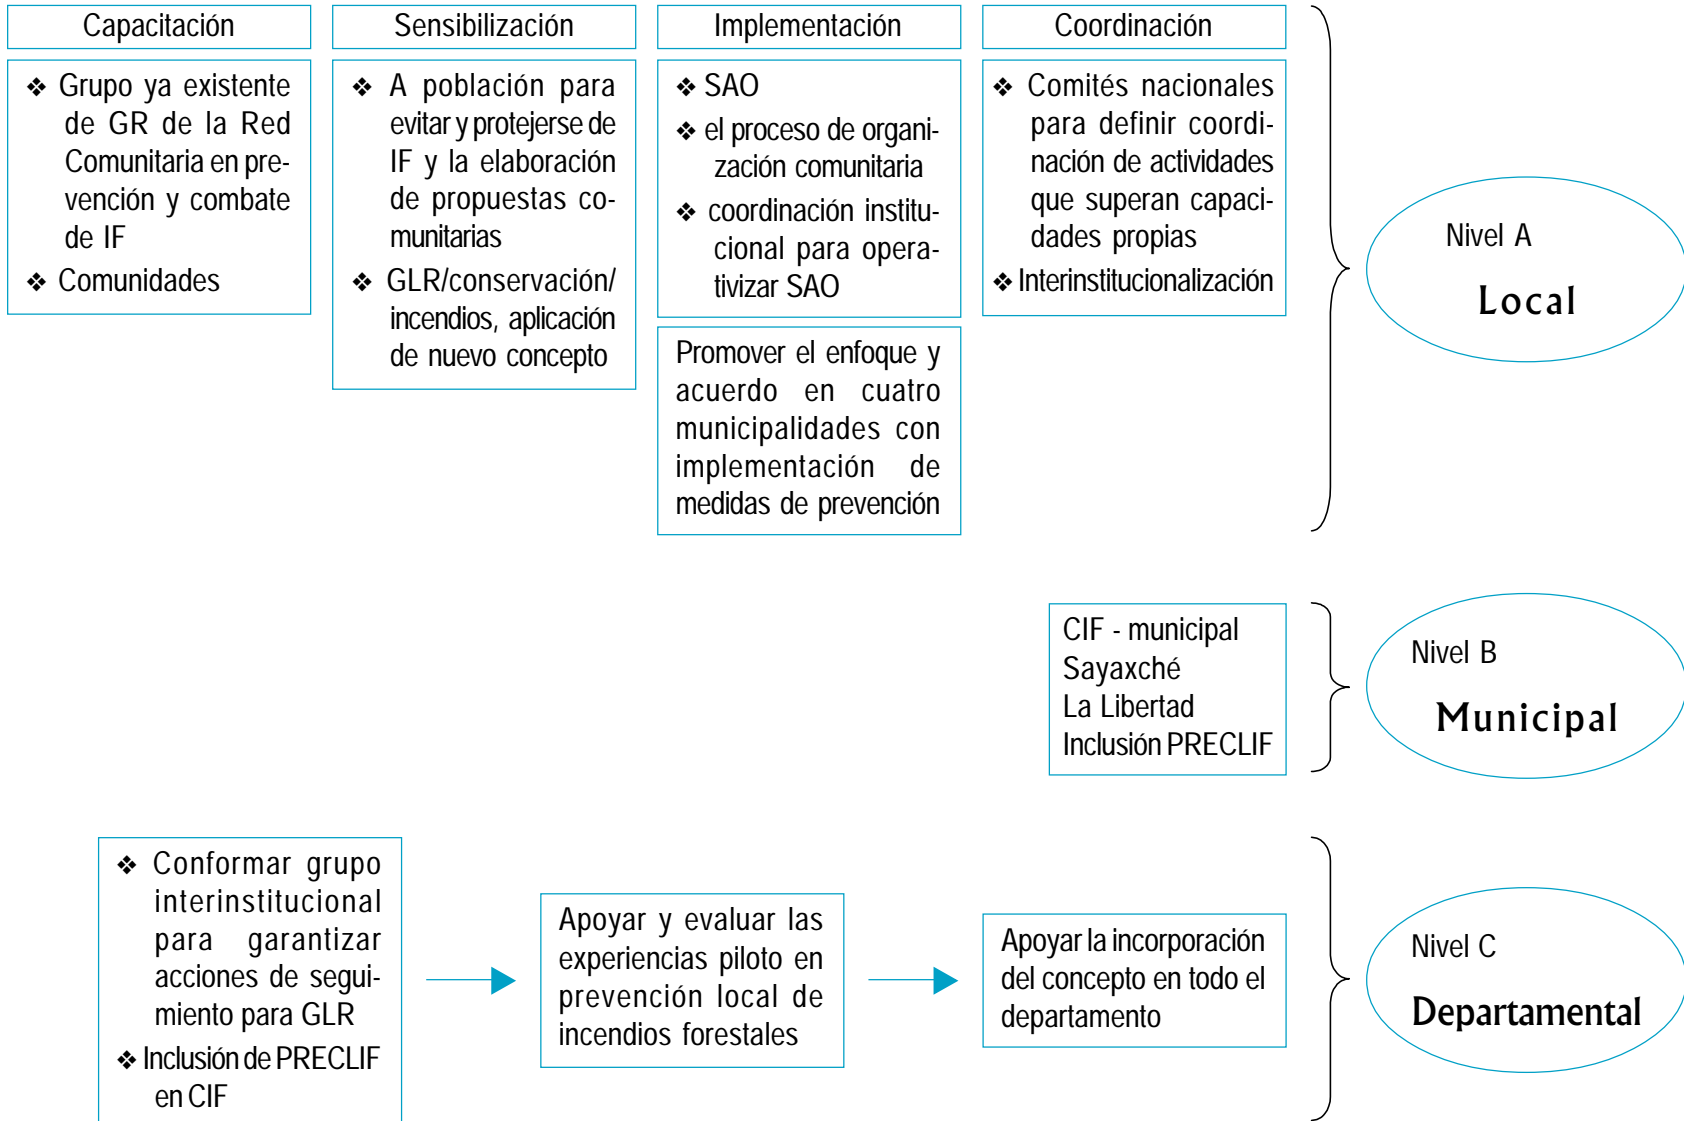 Capacitación
❖ Grupo ya existente
de GR de la Red
Comunitaria en pre-
vención y combate
de IF
❖ Comunidades
Sensibilización
❖ A población para
evitar y protejerse de
IF y la elaboración
de propuestas co-
munitarias
❖ GLR/conservación/
incendios, aplicación
de nuevo concepto
Implementación
❖ SAO
❖ el proceso de organi-
zación comunitaria
❖ coordinación institu-
cional para opera-
tivizar SAO
Promover el enfoque y
acuerdo en cuatro
municipalidades con
implementación de
medidas de prevención
Coordinación
❖ Comités nacionales
para definir coordi-
nación de actividades
que superan capaci-
dades propias
❖ Interinstitucionalización
Nivel A
Local
CIF - municipal
Sayaxché
La Libertad
Inclusión PRECLIF
Nivel B
Municipal
❖ Conformar grupo
interinstitucional
para garantizar
acciones de segui-
miento para GLR
❖ Inclusión de PRECLIF
en CIF
Apoyar y evaluar las
experiencias piloto en
prevención local de
incendios forestales
Apoyar la incorporación
del concepto en todo el
departamento
Nivel C
Departamental